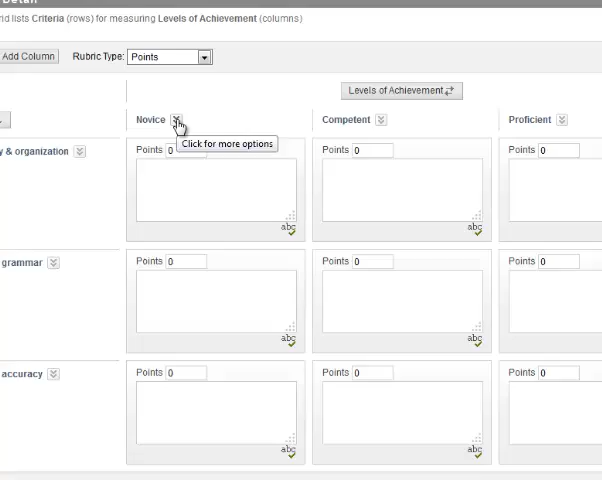 Detail
rid lists Criteria (rows) for measuring Levels of Achievement (columns)
Add Column Rubric Type: Points
Levels of Achievement
Novice Competent Proficient
Click for more options
y & organization Points 0 Points 0 Points 0
abc abc
grammar Points 0 Points 0 Points 0
abc abc
accuracy Points 0 Points 0 Points 0
abc abc